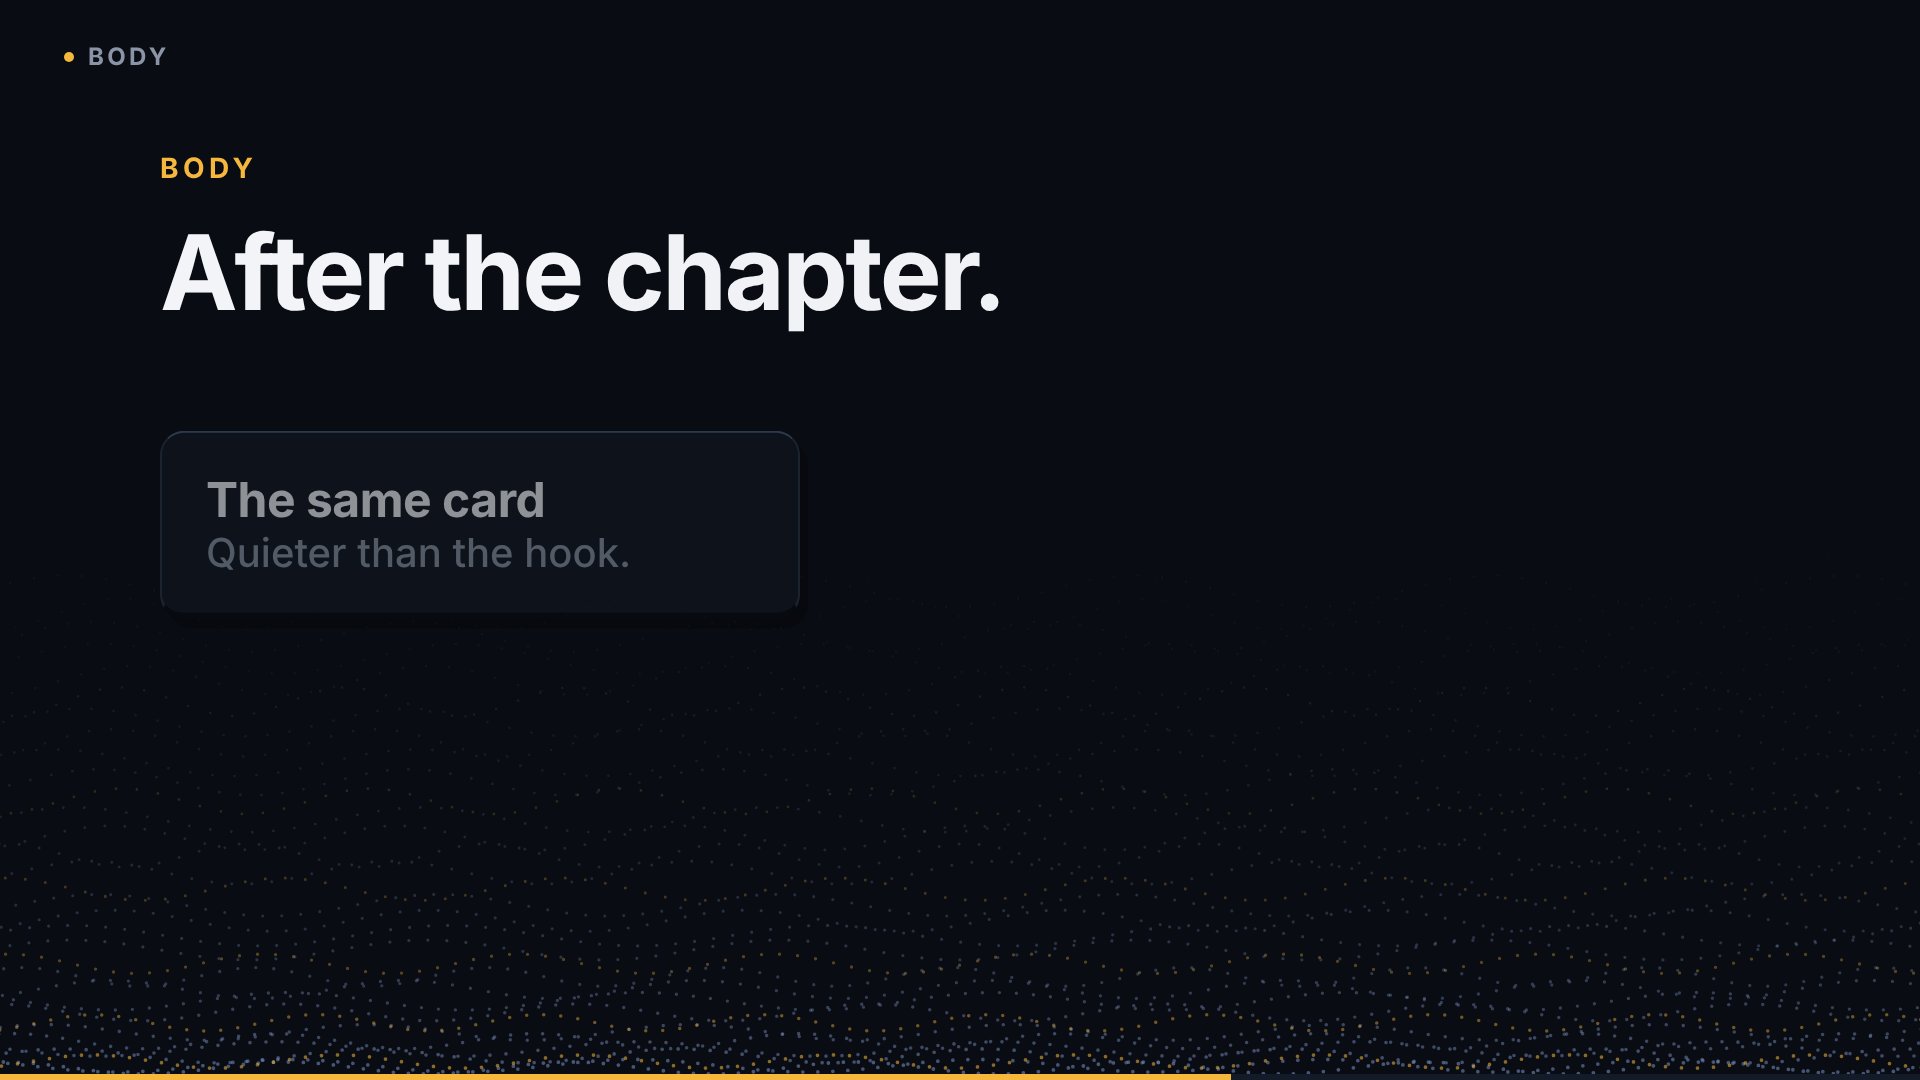 BODY
BODY
After the chapter.
The same card
Quieter than the hook.